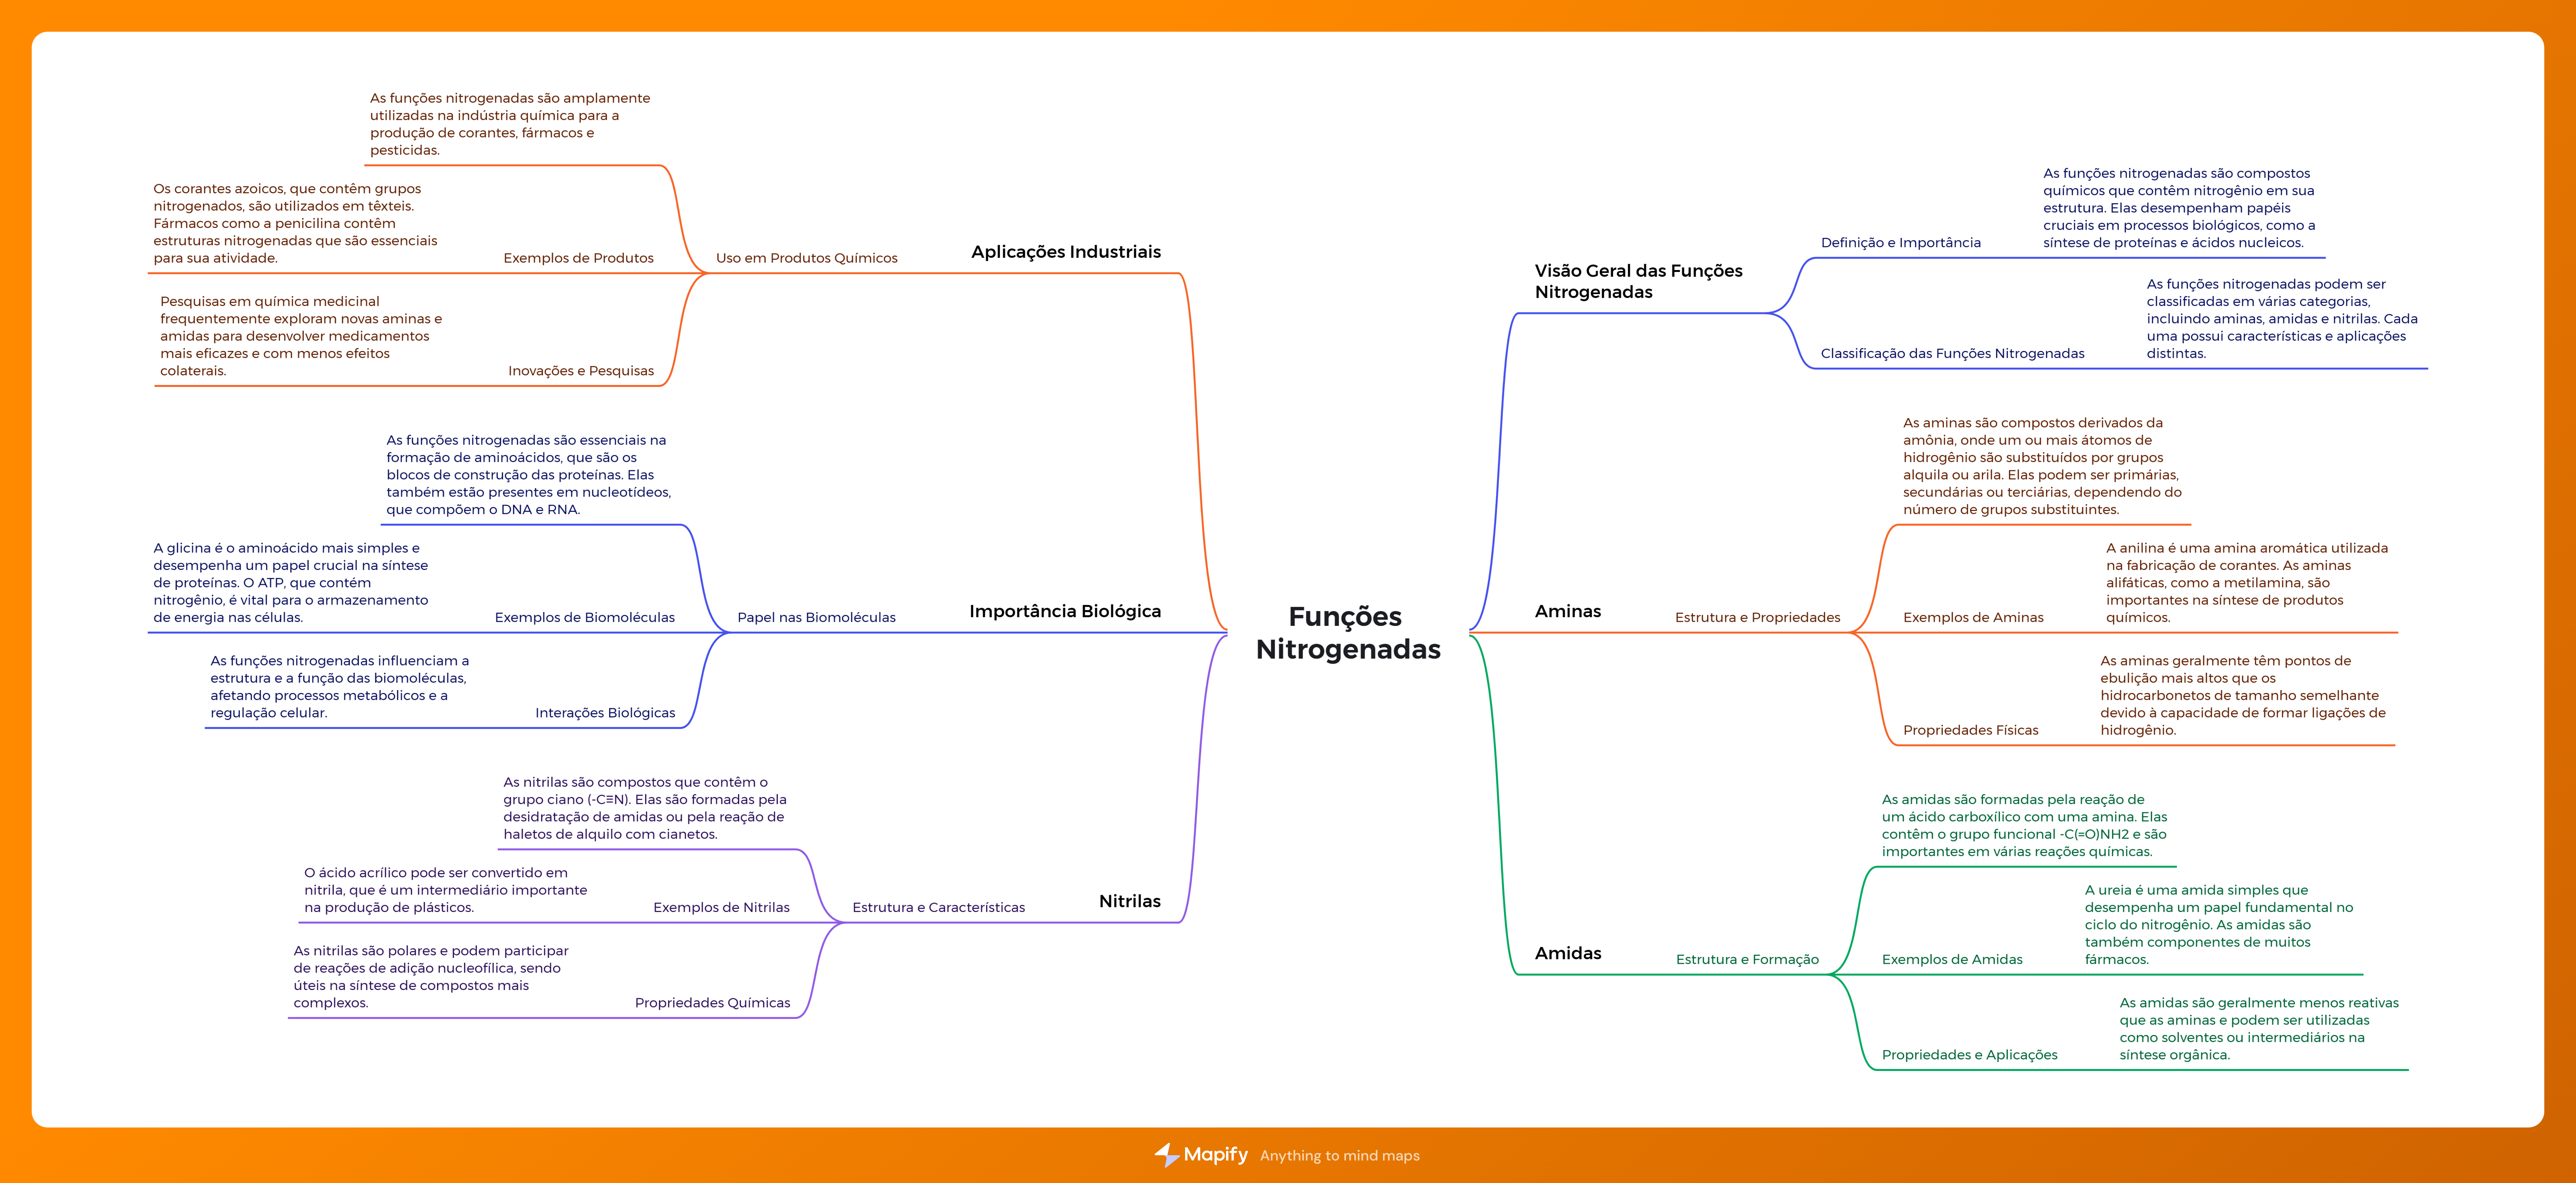 Funções
Nitrogenadas
Visão Geral das Funções
Nitrogenadas
Definição e Importância
As funções nitrogenadas são compostos
químicos que contêm nitrogênio em sua
estrutura. Elas desempenham papéis
cruciais em processos biológicos, como a
síntese de proteínas e ácidos nucleicos.
Classificação das Funções Nitrogenadas
As funções nitrogenadas podem ser
classificadas em várias categorias,
incluindo aminas, amidas e nitrilas. Cada
uma possui características e aplicações
distintas.
Aminas
Estrutura e Propriedades
As aminas são compostos derivados da
amônia, onde um ou mais átomos de
hidrogênio são substituídos por grupos
alquila ou arila. Elas podem ser primárias,
secundárias ou terciárias, dependendo do
número de grupos substituintes.
Exemplos de Aminas
A anilina é uma amina aromática utilizada
na fabricação de corantes. As aminas
alifáticas, como a metilamina, são
importantes na síntese de produtos
químicos.
Propriedades Físicas
As aminas geralmente têm pontos de
ebulição mais altos que os
hidrocarbonetos de tamanho semelhante
devido à capacidade de formar ligações de
hidrogênio.
Amidas
Estrutura e Formação
As amidas são formadas pela reação de
um ácido carboxílico com uma amina. Elas
contêm o grupo funcional -C(=O)NH2 e são
importantes em várias reações químicas.
Exemplos de Amidas
A ureia é uma amida simples que
desempenha um papel fundamental no
ciclo do nitrogênio. As amidas são
também componentes de muitos
fármacos.
Propriedades e Aplicações
As amidas são geralmente menos reativas
que as aminas e podem ser utilizadas
como solventes ou intermediários na
síntese orgânica.
Aplicações Industriais
Uso em Produtos Químicos
As funções nitrogenadas são amplamente
utilizadas na indústria química para a
produção de corantes, fármacos e
pesticidas.
Exemplos de Produtos
Os corantes azoicos, que contêm grupos
nitrogenados, são utilizados em têxteis.
Fármacos como a penicilina contêm
estruturas nitrogenadas que são essenciais
para sua atividade.
Inovações e Pesquisas
Pesquisas em química medicinal
frequentemente exploram novas aminas e
amidas para desenvolver medicamentos
mais eficazes e com menos efeitos
colaterais.
Importância Biológica
Papel nas Biomoléculas
As funções nitrogenadas são essenciais na
formação de aminoácidos, que são os
blocos de construção das proteínas. Elas
também estão presentes em nucleotídeos,
que compõem o DNA e RNA.
Exemplos de Biomoléculas
A glicina é o aminoácido mais simples e
desempenha um papel crucial na síntese
de proteínas. O ATP, que contém
nitrogênio, é vital para o armazenamento
de energia nas células.
Interações Biológicas
As funções nitrogenadas influenciam a
estrutura e a função das biomoléculas,
afetando processos metabólicos e a
regulação celular.
Nitrilas
Estrutura e Características
As nitrilas são compostos que contêm o
grupo ciano (-C≡N). Elas são formadas pela
desidratação de amidas ou pela reação de
haletos de alquilo com cianetos.
Exemplos de Nitrilas
O ácido acrílico pode ser convertido em
nitrila, que é um intermediário importante
na produção de plásticos.
Propriedades Químicas
As nitrilas são polares e podem participar
de reações de adição nucleofílica, sendo
úteis na síntese de compostos mais
complexos.
Mapify Anything to mind maps